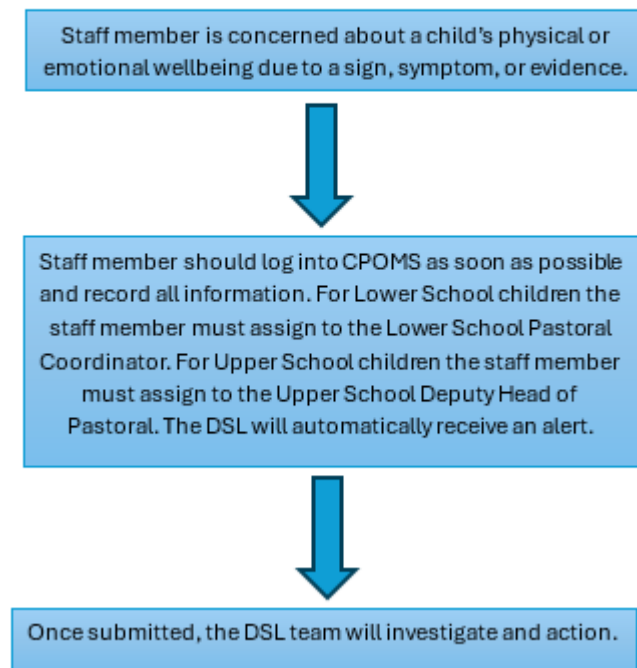 Staff member is concerned about a child’s physical or
emotional wellbeing due to a sign, symptom, or evidence.
Staff member should log into CPOMS as soon as possible
and record all information. For Lower School children the
staff member must assign to the Lower School Pastoral
Coordinator. For Upper School children the staff member
must assign to the Upper School Deputy Head of
Pastoral. The DSL will automatically receive an alert.
Once submitted, the DSL team will investigate and action.